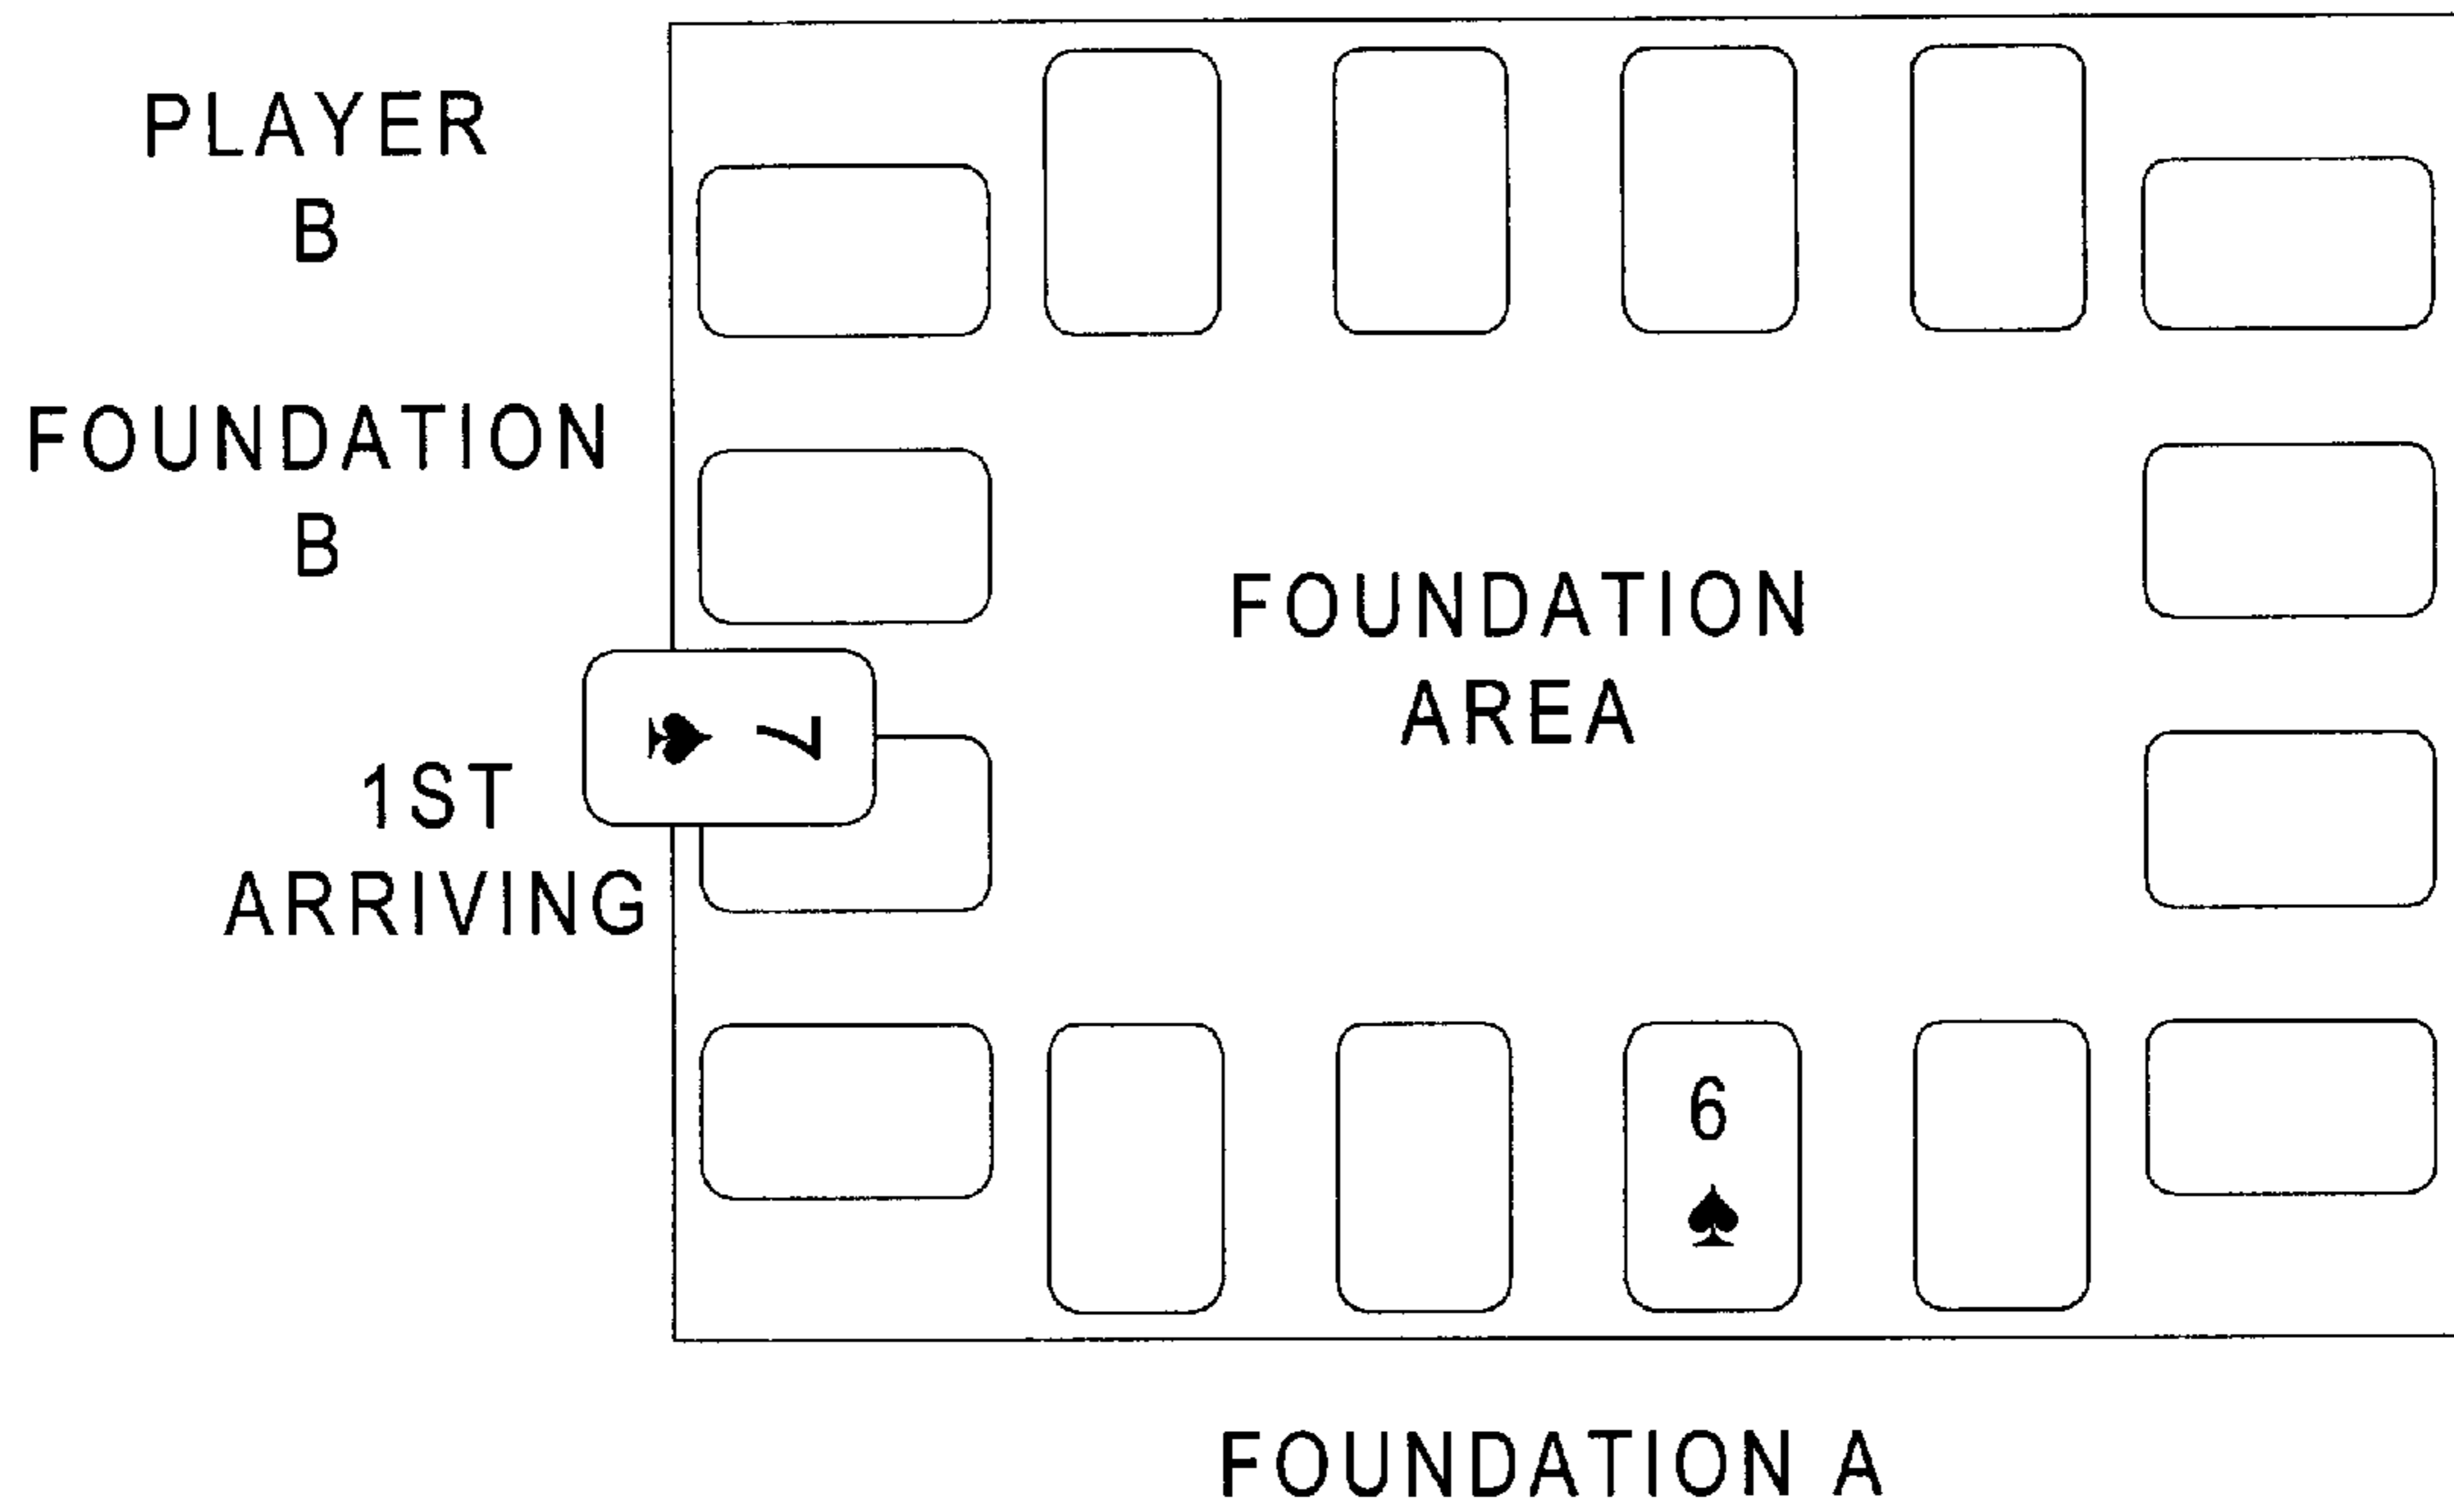 PLAYER
B
FOUNDATION
B
FOUNDATION
AREA
7
♠
1ST
ARRIVING
6
♠
FOUNDATION A